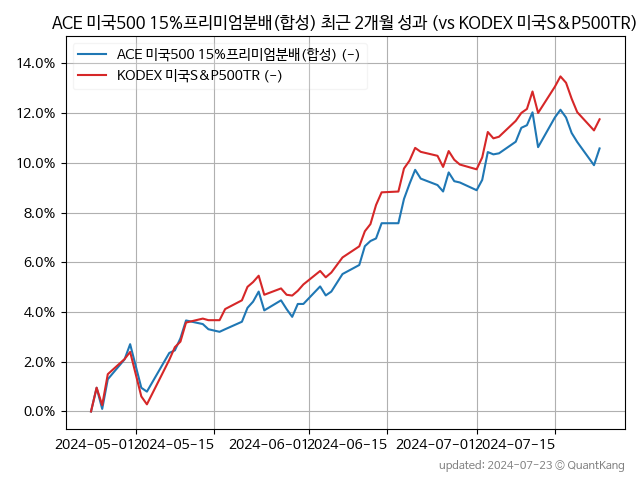 ACE 미국500 15%프리미엄분배(합성) 최근 2개월 성과 (vs KODEX 미국S&P500TR)
ACE 미국500 15%프리미엄분배(합성) (-)
KODEX 미국S&P500TR (-)
14.0%
12.0%
10.0%
8.0%
6.0%
4.0%
2.0%
0.0%
2024-05-01 2024-05-15 2024-06-01 2024-06-15 2024-07-01 2024-07-15
updated: 2024-07-23 © QuantKang